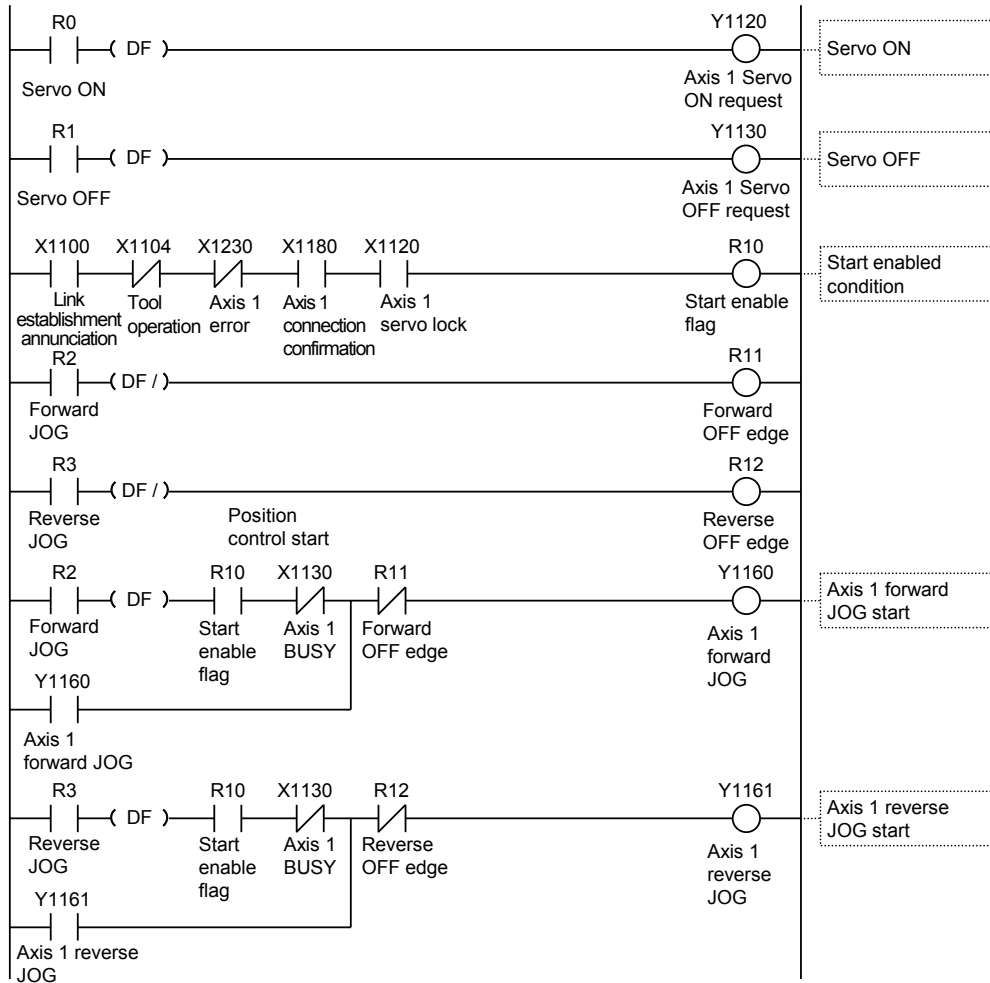 R0 Y1120
( DF ) Servo ON
Servo ON Axis 1 Servo
ON request
R1 Y1130
( DF ) Servo OFF
Servo OFF Axis 1 Servo
OFF request
X1100 X1104 X1230 X1180 X1120 R10
Start enabled
condition
Link
establishment
annunciation
Tool
operation
Axis 1
error
Axis 1
connection
confirmation
Axis 1
servo lock
Start enable
flag
R2 R11
( DF / )
Forward
JOG
Forward
OFF edge
R3 R12
( DF / )
Reverse
JOG
Position
control start
Reverse
OFF edge
R2 R10 X1130 R11 Y1160
( DF )
Axis 1 forward
JOG start
Forward
JOG
Start
enable
flag
Axis 1
BUSY
Forward
OFF edge
Axis 1
forward
JOG
Y1160
Axis 1
forward JOG
R3 R10 X1130 R12 Y1161
( DF )
Axis 1 reverse
JOG start
Reverse
JOG
Start
enable
flag
Axis 1
BUSY
Reverse
OFF edge
Axis 1
reverse
JOG
Y1161
Axis 1 reverse
JOG